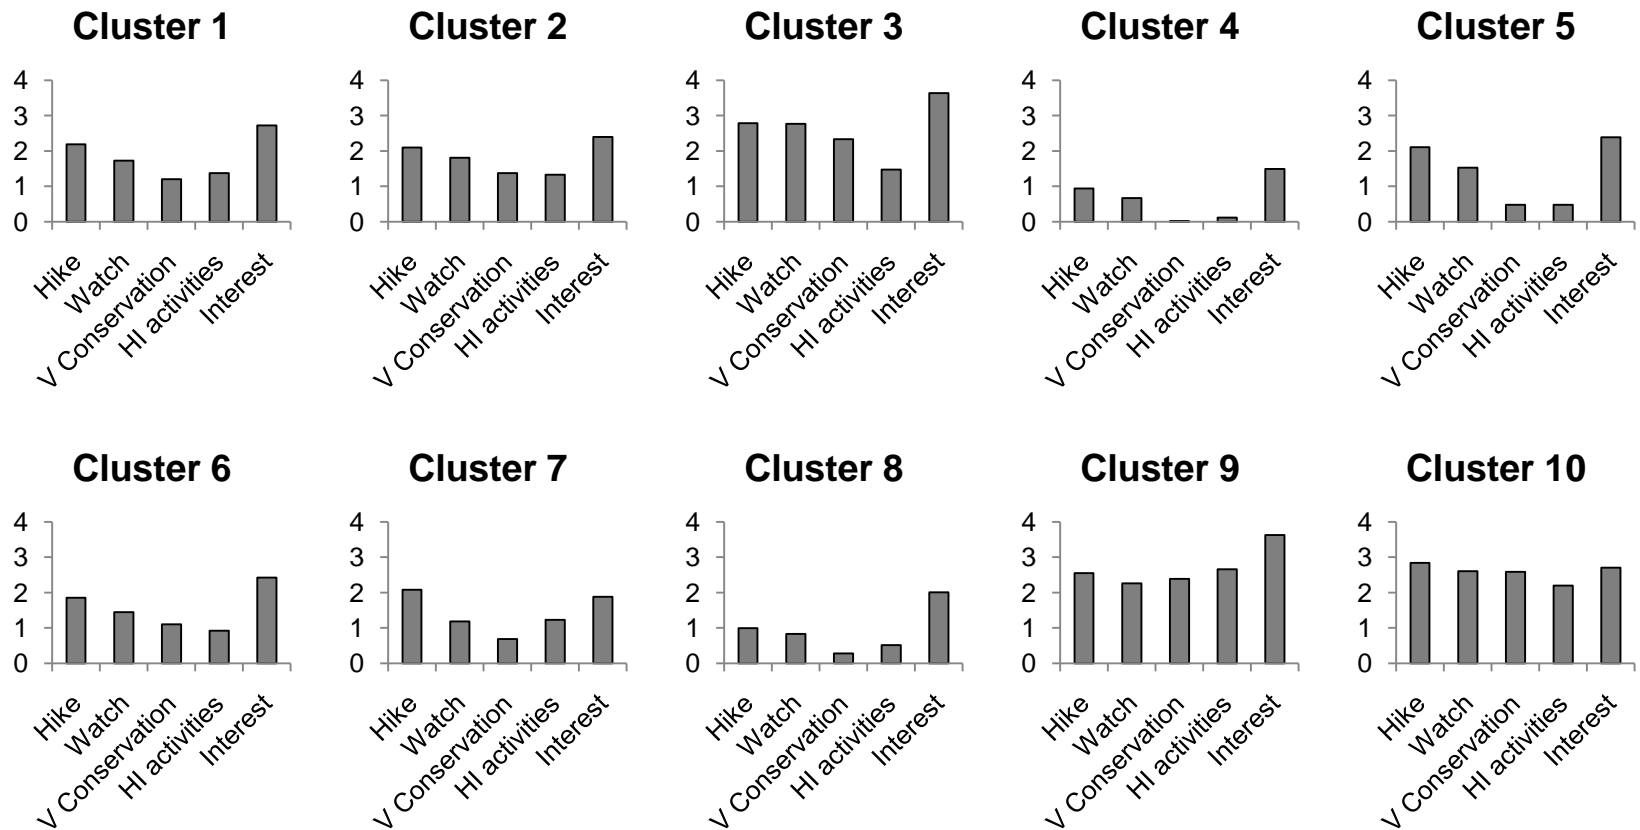 Cluster 1
4
3
2
1
0
Hike
Watch
V Conservation
HI activities
Interest
Cluster 2
4
3
2
1
0
Hike
Watch
V Conservation
HI activities
Interest
Cluster 3
4
3
2
1
0
Hike
Watch
V Conservation
HI activities
Interest
Cluster 4
4
3
2
1
0
Hike
Watch
V Conservation
HI activities
Interest
Cluster 5
4
3
2
1
0
Hike
Watch
V Conservation
HI activities
Interest
Cluster 6
4
3
2
1
0
Hike
Watch
V Conservation
HI activities
Interest
Cluster 7
4
3
2
1
0
Hike
Watch
V Conservation
HI activities
Interest
Cluster 8
4
3
2
1
0
Hike
Watch
V Conservation
HI activities
Interest
Cluster 9
4
3
2
1
0
Hike
Watch
V Conservation
HI activities
Interest
Cluster 10
4
3
2
1
0
Hike
Watch
V Conservation
HI activities
Interest